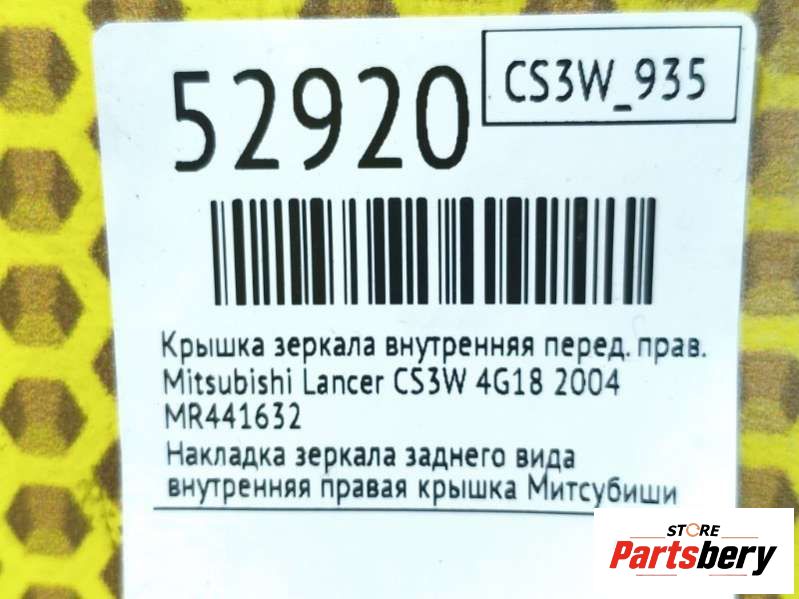 52920
CS3W_935
Крышка зеркала внутренняя перед. прав.
Mitsubishi Lancer CS3W 4G18 2004
MR441632
Накладка зеркала заднего вида
внутренняя правая крышка Митсубиши
STORE
Partsbery